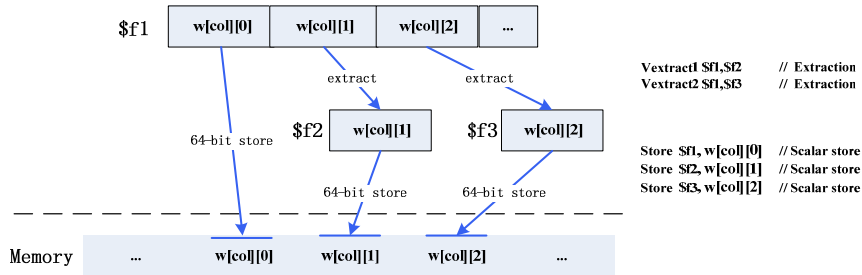 $f1 w[col][0] w[col][1] w[col][2] ...
extract extract
Vextract1 $f1,$f2 // Extraction
Vextract2 $f1,$f3 // Extraction
$f2 w[col][1] $f3 w[col][2]
64-bit store
Store $f1, w[col][0] // Scalar store
Store $f2, w[col][1] // Scalar store
Store $f3, w[col][2] // Scalar store
64-bit store 64-bit store
Memory ... w[col][0] w[col][1] w[col][2] ...